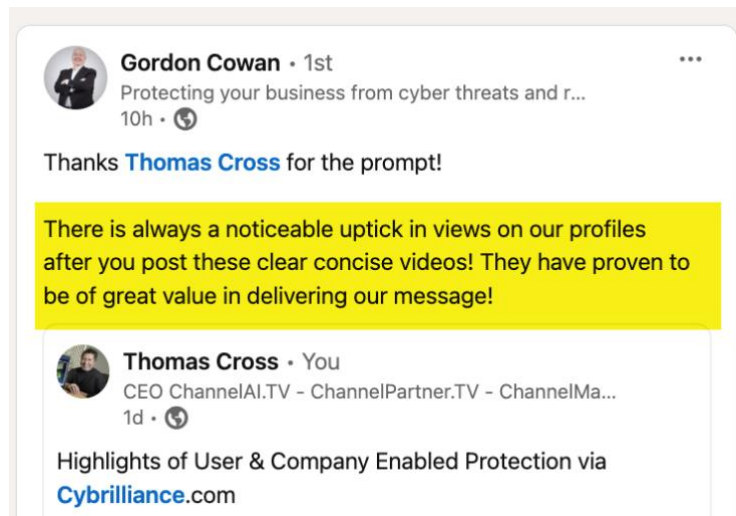 Gordon Cowan • 1st
Protecting your business from cyber threats and r...
10h •
Thanks Thomas Cross for the prompt!
There is always a noticeable uptick in views on our profiles
after you post these clear concise videos! They have proven to
be of great value in delivering our message!
Thomas Cross • You
CEO ChannelAI.TV - ChannelPartner.TV - ChannelMa...
1d •
Highlights of User & Company Enabled Protection via
Cybrilliance.com